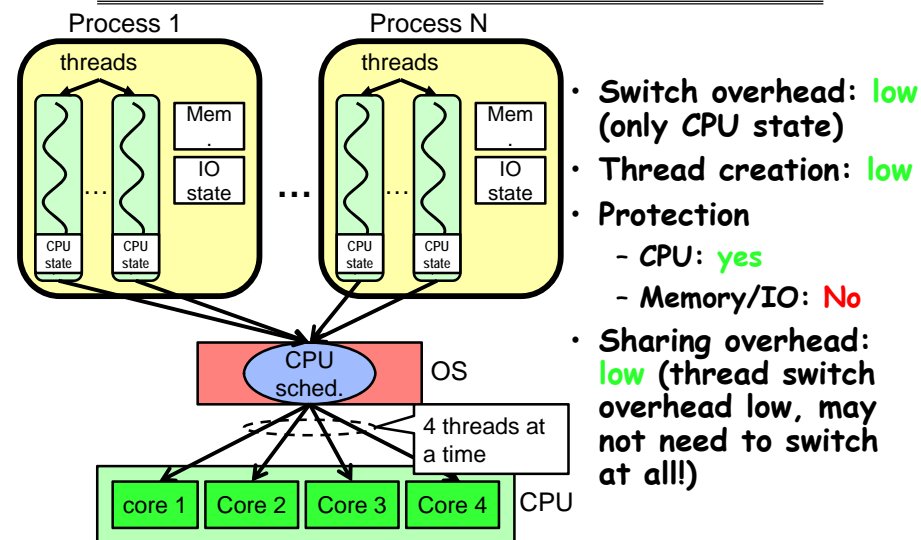 Process 1
Process N
threads
threads
Mem
.
IO
state
...
CPU
state
CPU
state
...
Mem
.
IO
state
...
CPU
state
CPU
state
CPU
sched.
OS
4 threads at
a time
core 1
Core 2
Core 3
Core 4
CPU
• Switch overhead: low
(only CPU state)
• Thread creation: low
• Protection
– CPU: yes
– Memory/IO: No
• Sharing overhead:
low (thread switch
overhead low, may
not need to switch
at all!)